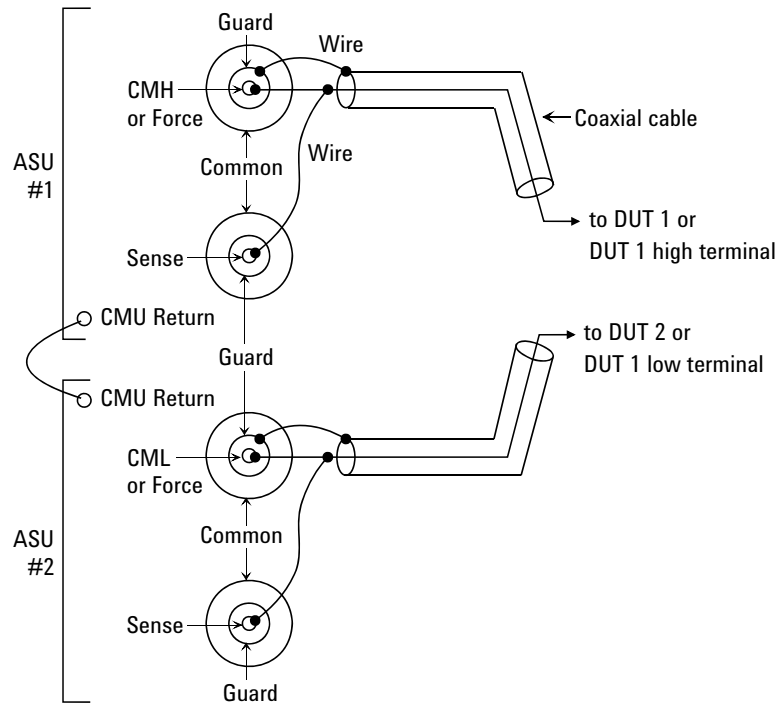 Guard
Wire
CMH
or Force
Coaxial cable
ASU
#1
Common
Wire
to DUT 1 or
DUT 1 high terminal
Sense
CMU Return
to DUT 2 or
DUT 1 low terminal
Guard
CMU Return
CML
or Force
ASU
#2
Common
Sense
Guard